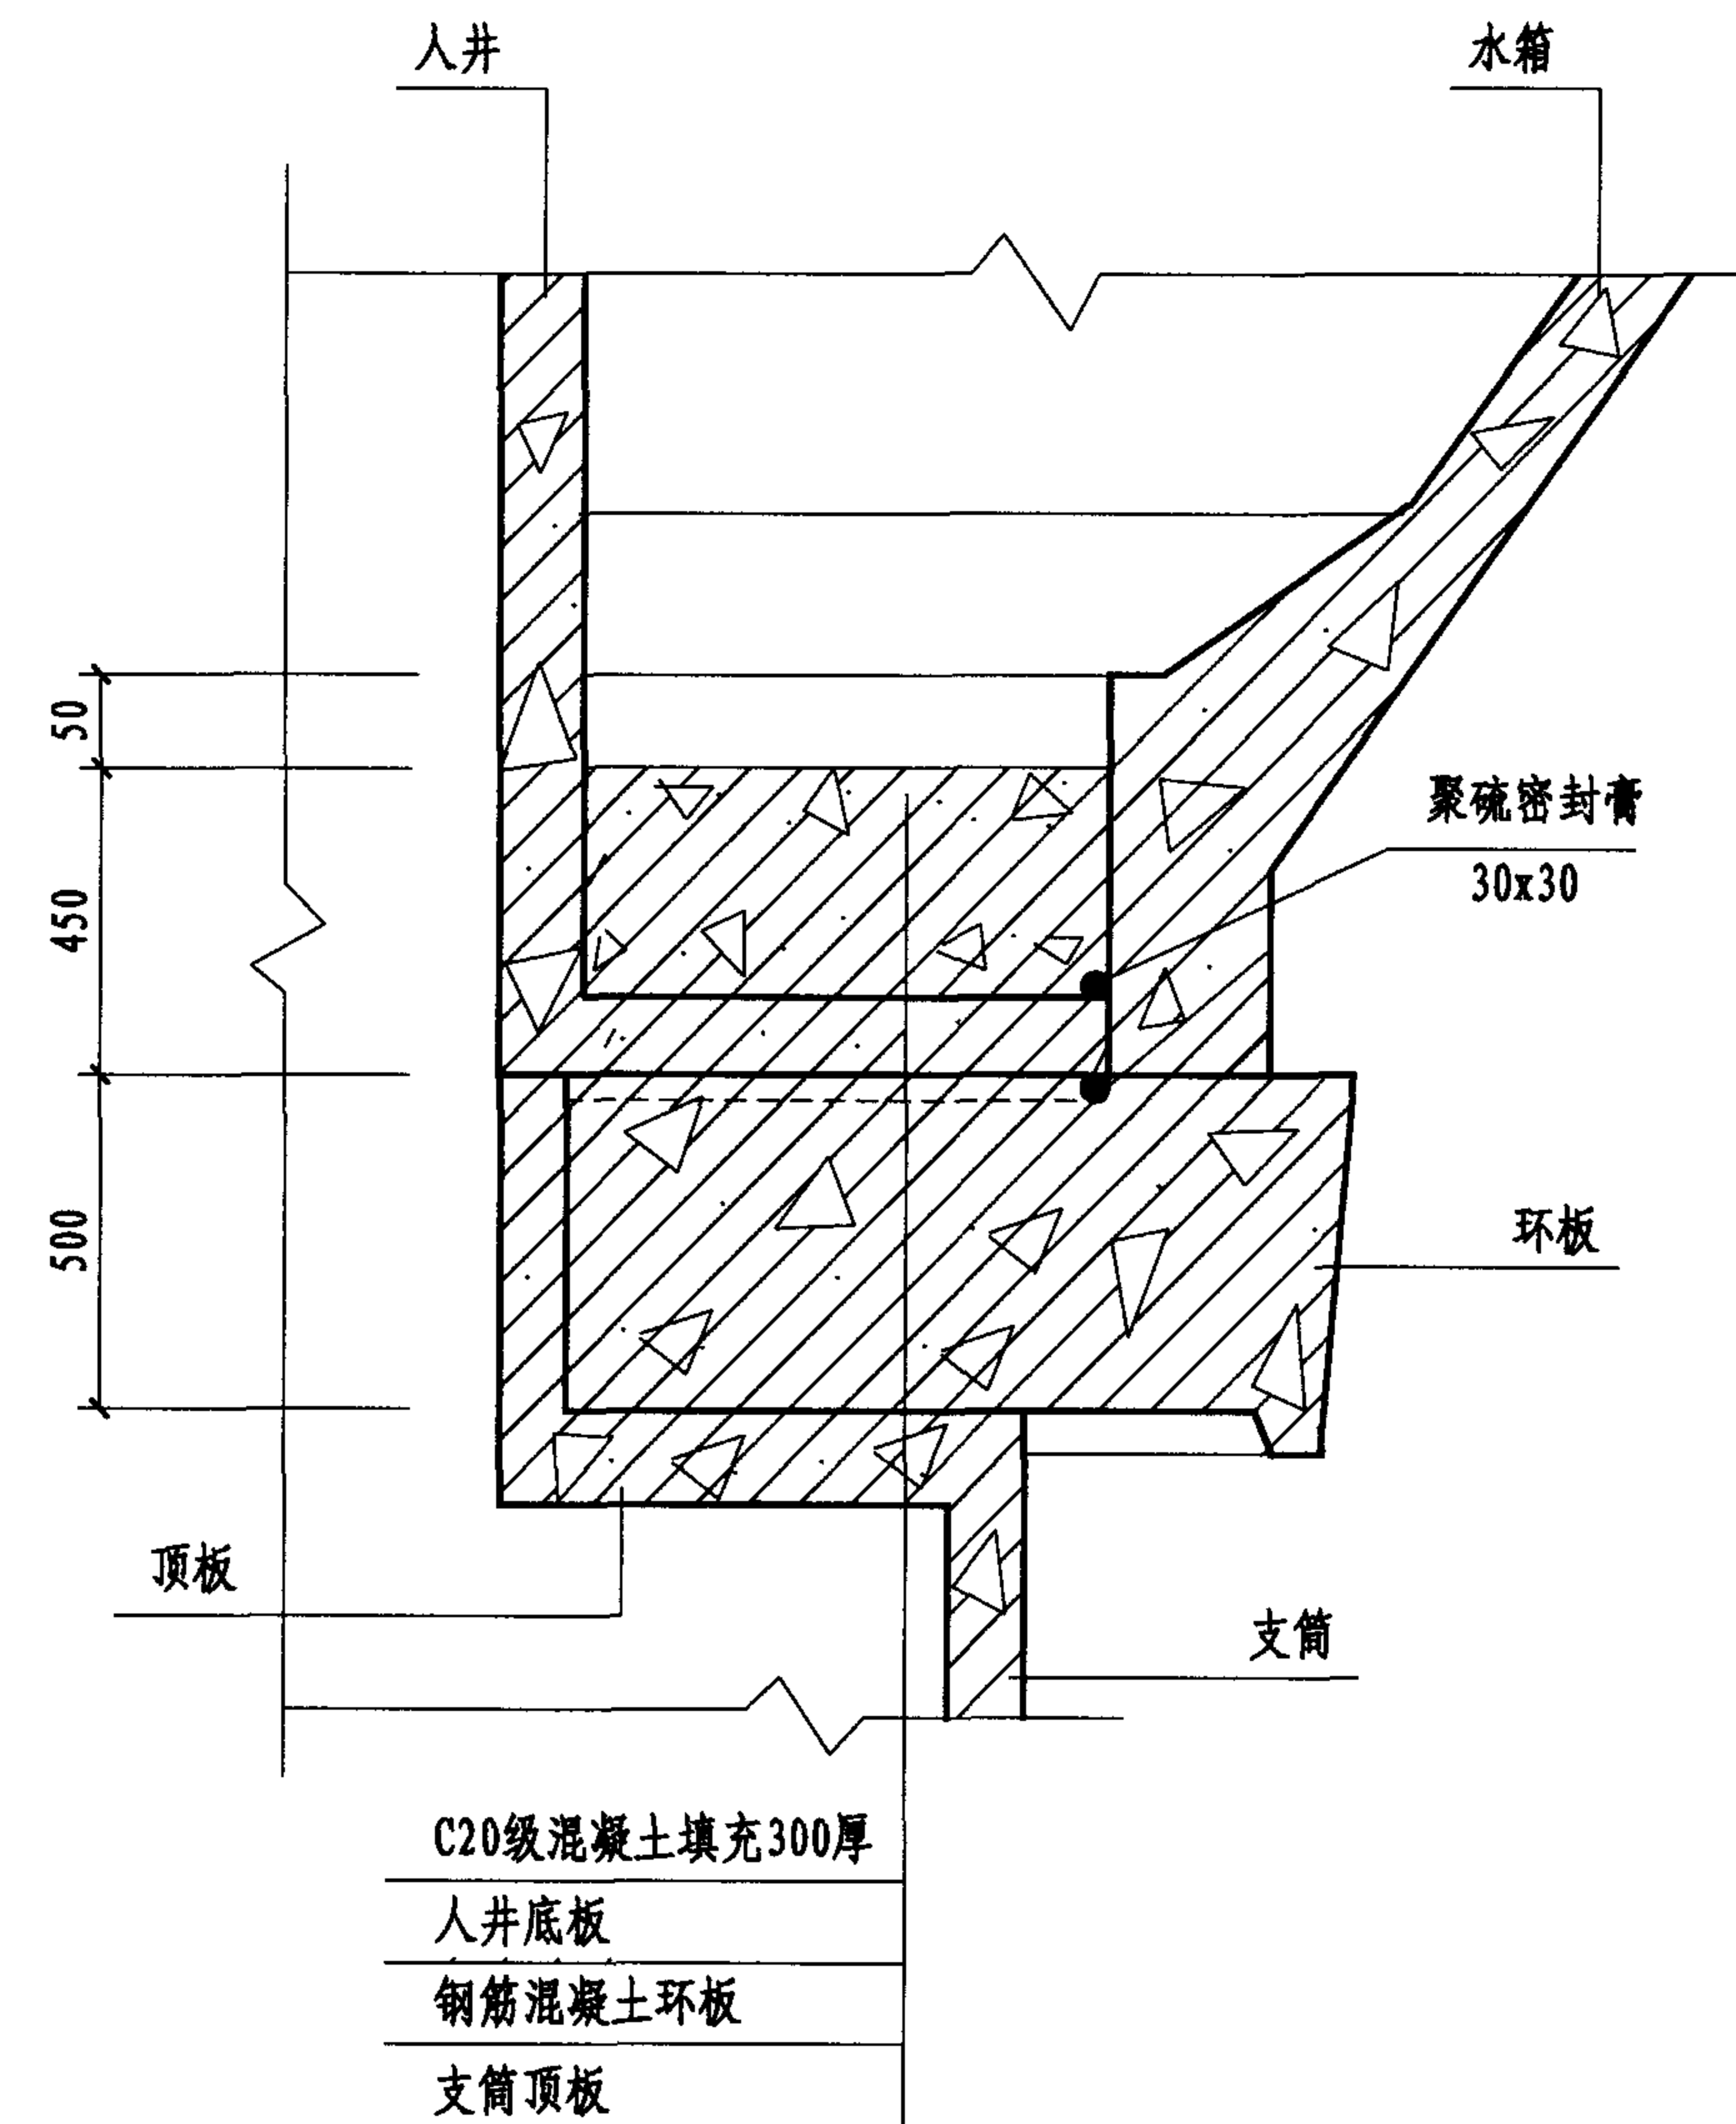 人井
水箱
50
聚硫密封膏
30x30
450
500
环板
顶板
支筒
C20级混凝土填充300厚
人井底板
钢筋混凝土环板
支筒顶板